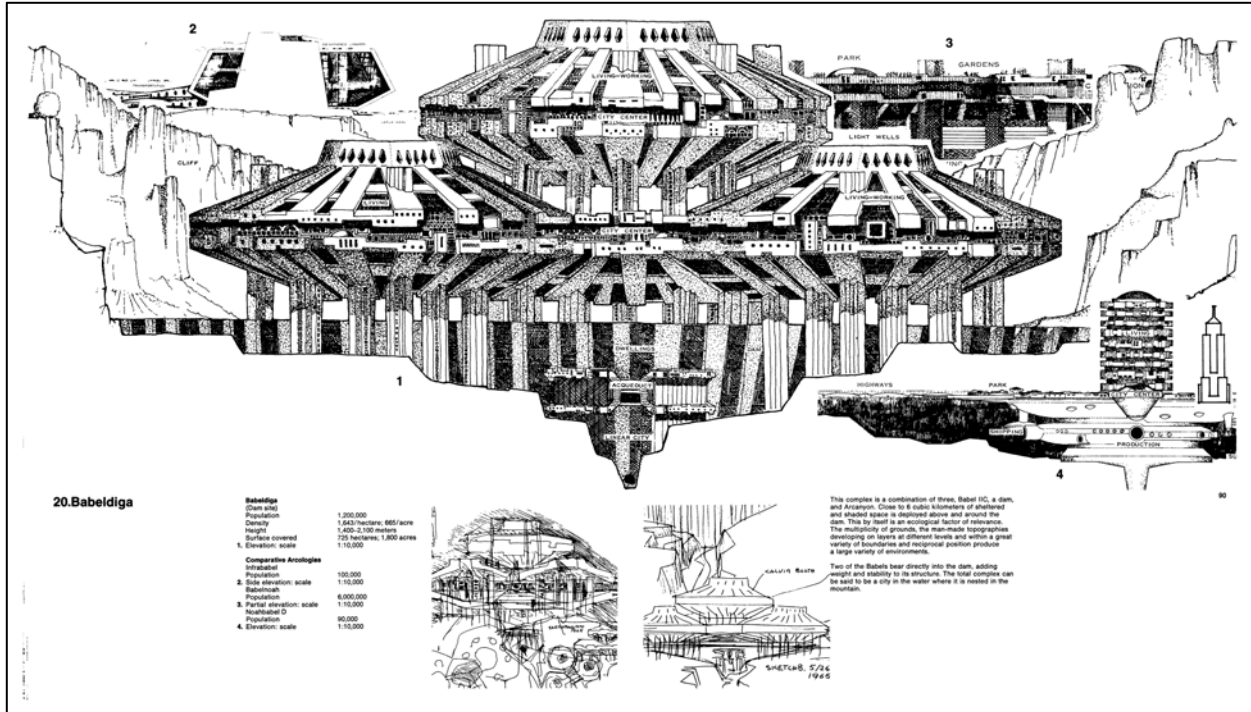 2
3
PARK
GARDENS
LIVING=WORKING
CITY CENTER
LIGHT WELLS
CLIFF
LIVING
LIVING=WORKING
CITY CENTER
DWELLINGS
ACQUEDUCT
LINEAR CITY
1
LIVING
HIGHWAYS
PARK
CITY CENTER
SHIPPING
PRODUCTION
4
90
20.Babeldiga
Babeldiga
(Dam site)
Population 1,200,000
Density 1,643/hectare; 665/acre
Height 1,400–2,100 meters
Surface covered 725 hectares; 1,800 acres
1. Elevation: scale 1:10,000
Comparative Arcologies
Infrababel
Population 100,000
2. Side elevation: scale 1:10,000
Babelnoah
Population 6,000,000
3. Partial elevation: scale 1:10,000
Noahbabel D
Population 90,000
4. Elevation: scale 1:10,000
SKETCHB. 5/26
1965
This complex is a combination of three, Babel IIC, a dam,
and Arcanyon. Close to 6 cubic kilometers of sheltered
and shaded space is deployed above and around the
dam. This by itself is an ecological factor of relevance.
The multiplicity of grounds, the man-made topographies
developing on layers at different levels and within a great
variety of boundaries and reciprocal position produce
a large variety of environments.
Two of the Babels bear directly into the dam, adding
weight and stability to its structure. The total complex can
be said to be a city in the water where it is nested in the
mountain.